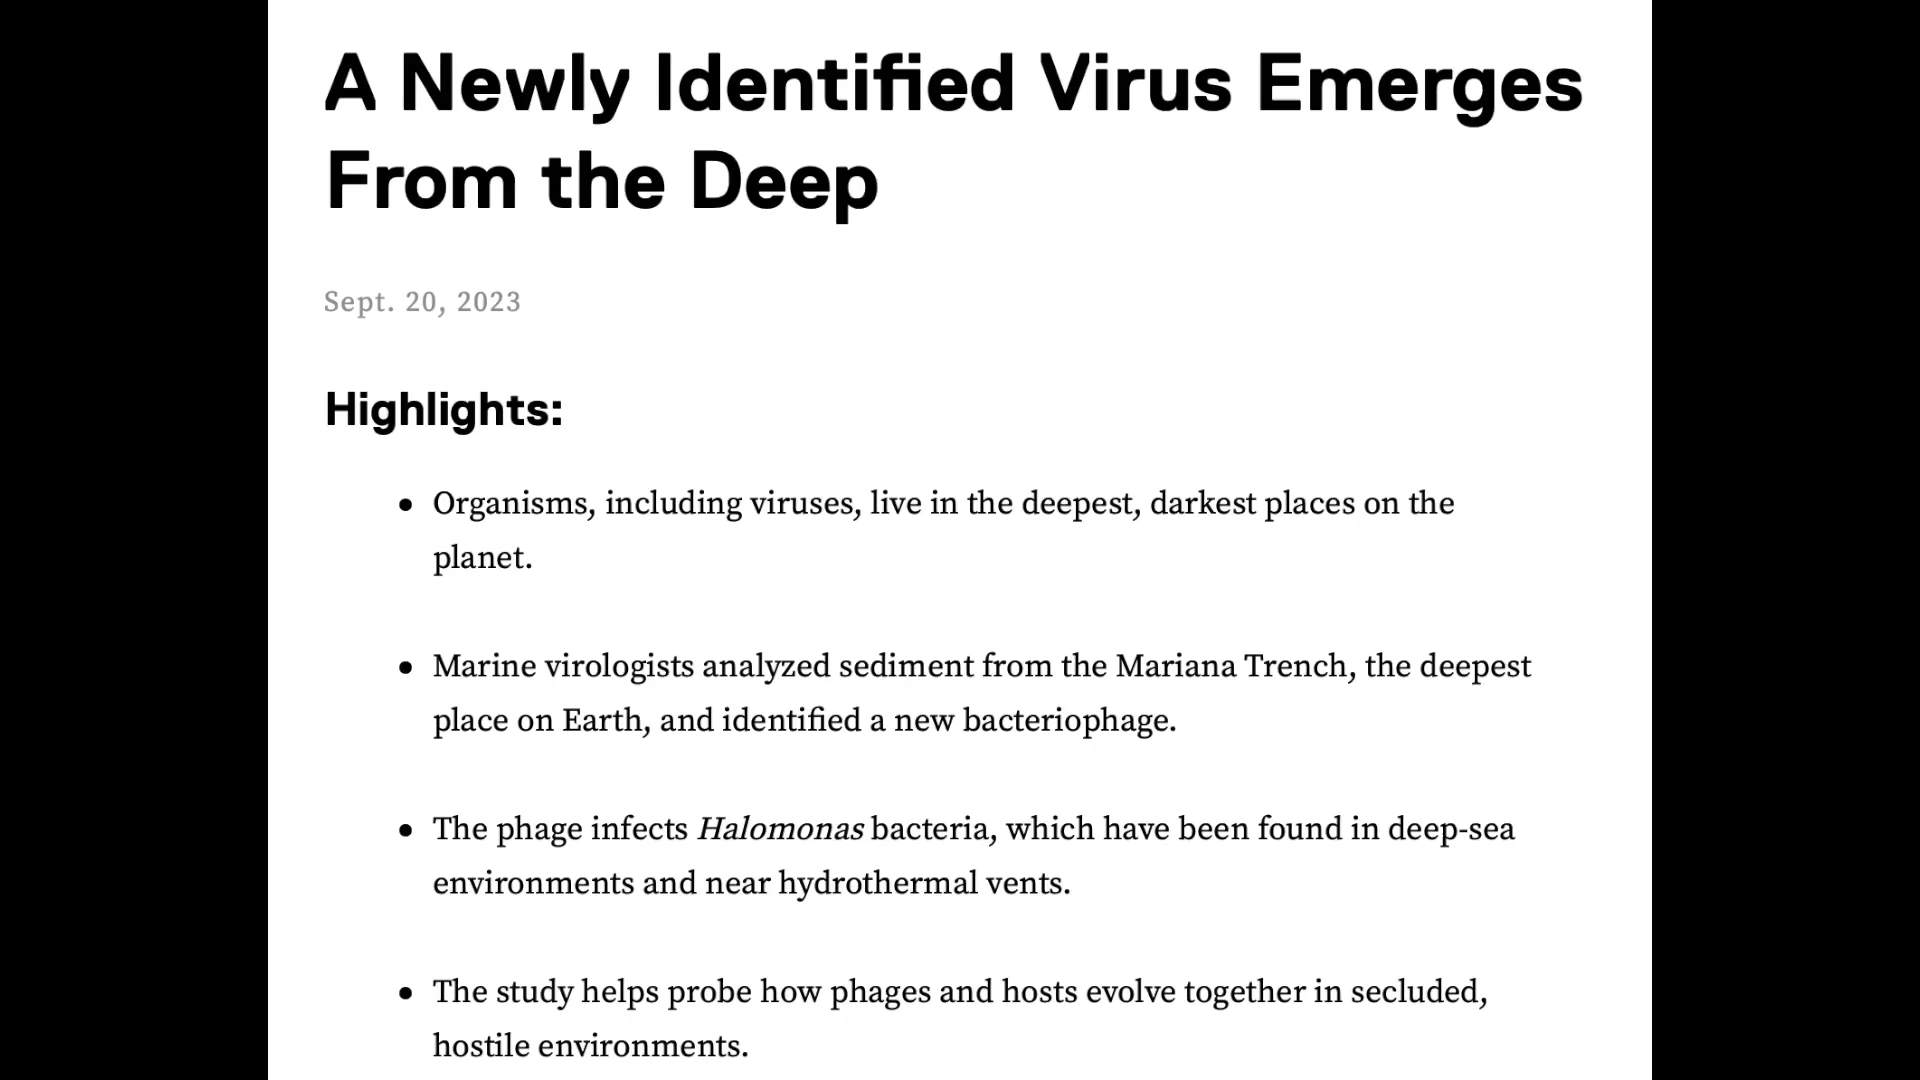 A Newly Identified Virus Emerges
From the Deep
Sept. 20, 2023
Highlights:
• Organisms, including viruses, live in the deepest, darkest places on the
planet.
• Marine virologists analyzed sediment from the Mariana Trench, the deepest
place on Earth, and identified a new bacteriophage.
• The phage infects Halomonas bacteria, which have been found in deep-sea
environments and near hydrothermal vents.
• The study helps probe how phages and hosts evolve together in secluded,
hostile environments.